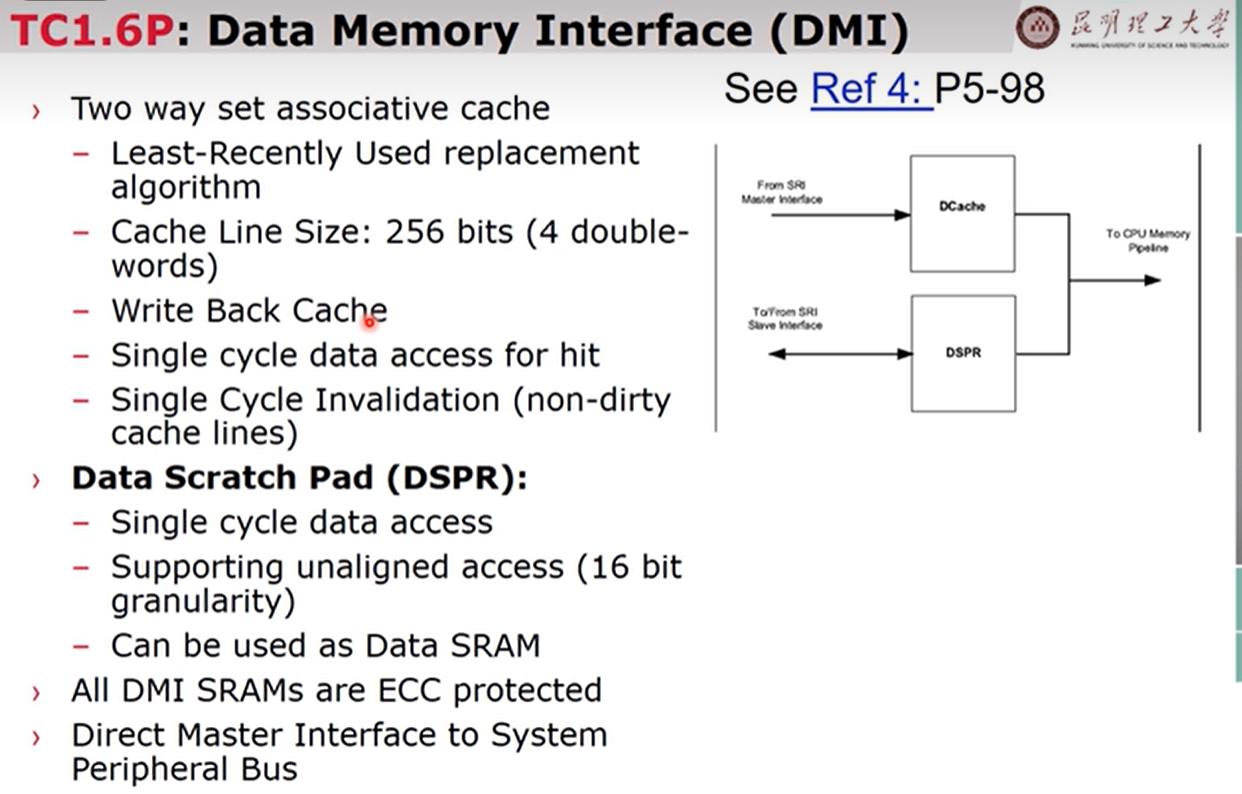 TC1.6P: Data Memory Interface (DMI)
昆明理工大学
KUNMING UNIVERSITY OF SCIENCE AND TECHNOLOGY
See Ref 4: P5-98
› Two way set associative cache
– Least-Recently Used replacement
algorithm
– Cache Line Size: 256 bits (4 double-
words)
– Write Back Cache
– Single cycle data access for hit
– Single Cycle Invalidation (non-dirty
cache lines)
› Data Scratch Pad (DSPR):
– Single cycle data access
– Supporting unaligned access (16 bit
granularity)
– Can be used as Data SRAM
› All DMI SRAMs are ECC protected
› Direct Master Interface to System
Peripheral Bus
From SRI
Master Interface
DCache
To CPU Memory
Pipeline
To/From SRI
Slave Interface
DSPR